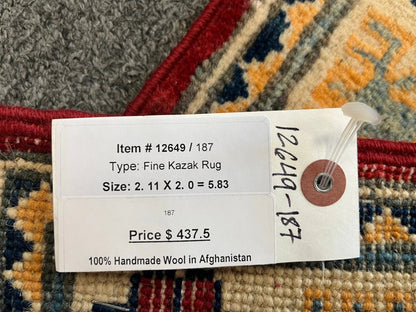 Item # 12649 / 187
Type: Fine Kazak Rug
Size: 2. 11 X 2. 0 = 5.83
187
Price $ 437.5
100% Handmade Wool in Afghanistan
12649-187